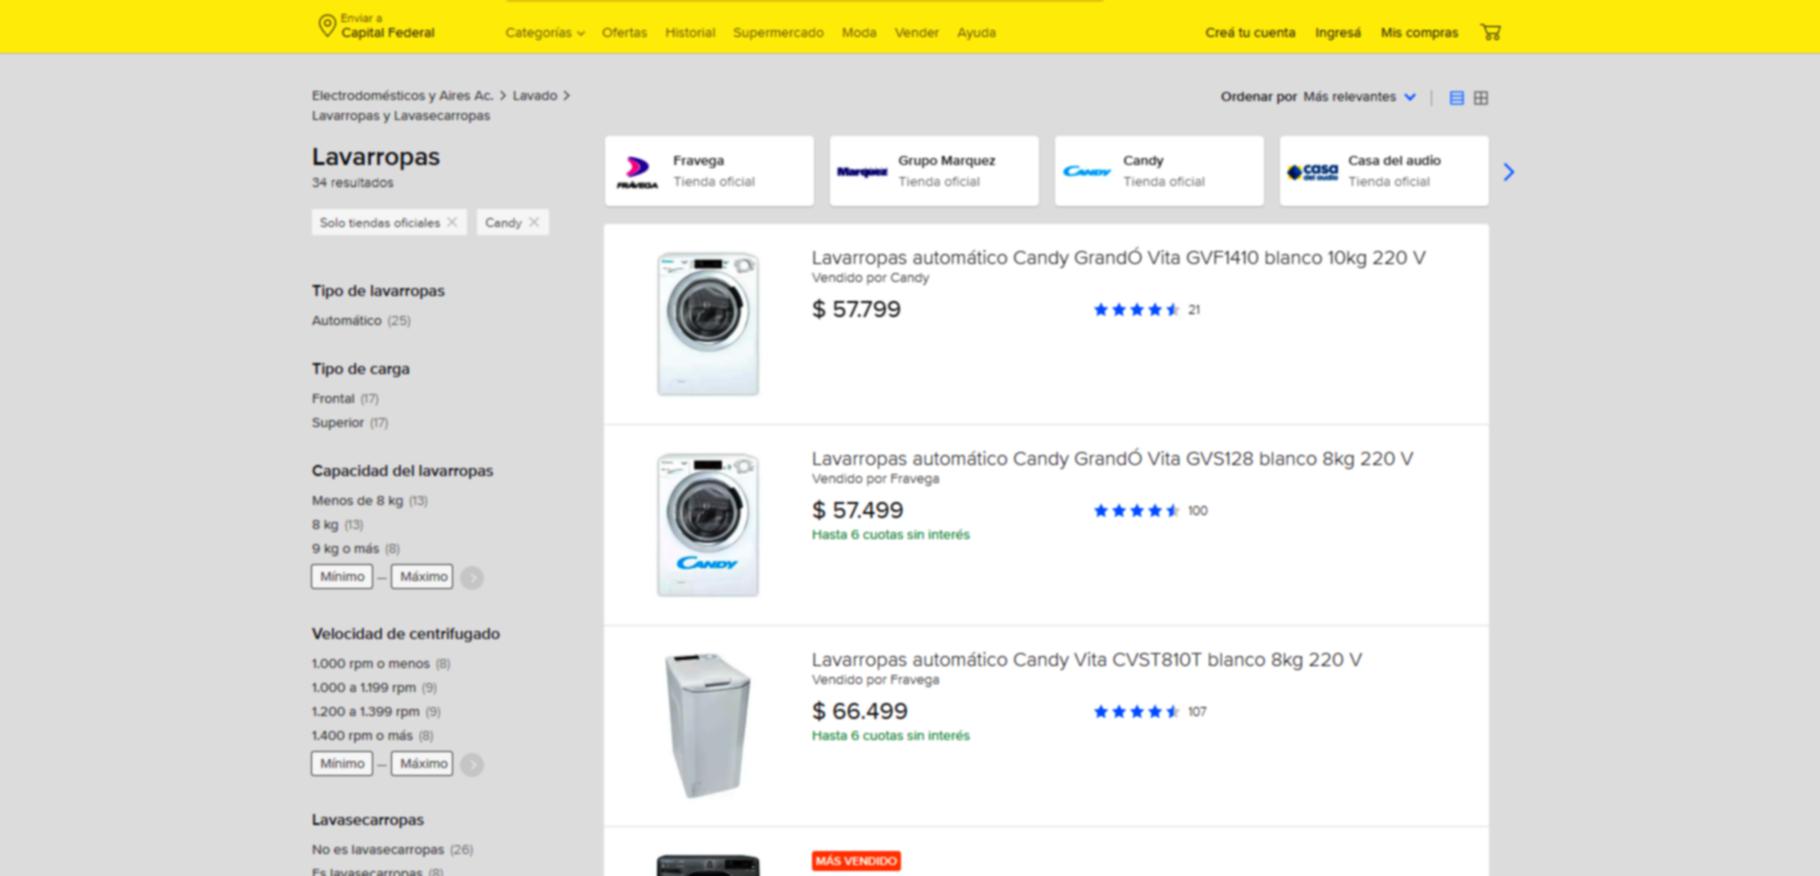 Enviar a
Capital Federal
Categorías Ofertas Historial Supermercado Moda Vender Ayuda
Creá tu cuenta Ingresá Mis compras
Electrodomésticos y Aires Ac. > Lavado >
Lavarropas y Lavasecarropas
Ordenar por Más relevantes
Lavarropas
34 resultados
Solo tiendas oficiales × Candy ×
Tipo de lavarropas
Automático (25)
Tipo de carga
Frontal (17)
Superior (17)
Capacidad del lavarropas
Menos de 8 kg (13)
8 kg (13)
9 kg o más (8)
Mínimo – Máximo
Velocidad de centrifugado
1.000 rpm o menos (8)
1.000 a 1.199 rpm (9)
1.200 a 1.399 rpm (9)
1.400 rpm o más (8)
Mínimo – Máximo
Lavasecarropas
No es lavasecarropas (26)
Es lavasecarropas (8)
FRAVEGA
Fravega
Tienda oficial
Marquez
Grupo Marquez
Tienda oficial
CANDY
Candy
Tienda oficial
casa del audio
Casa del audio
Tienda oficial
Lavarropas automático Candy GrandÓ Vita GVF1410 blanco 10kg 220 V
Vendido por Candy
$ 57.799
21
Lavarropas automático Candy GrandÓ Vita GVS128 blanco 8kg 220 V
Vendido por Fravega
$ 57.499
100
Hasta 6 cuotas sin interés
CANDY
Lavarropas automático Candy Vita CVST810T blanco 8kg 220 V
Vendido por Fravega
$ 66.499
107
Hasta 6 cuotas sin interés
MÁS VENDIDO